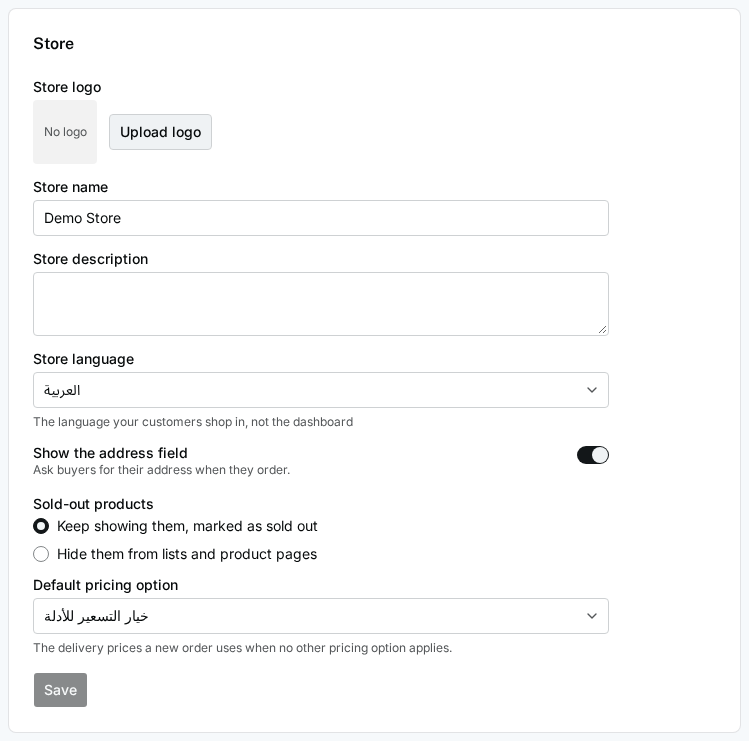 Store
Store logo
No logo
Upload logo
Store name
Demo Store
Store description
Store language
العربية
The language your customers shop in, not the dashboard
Show the address field
Ask buyers for their address when they order.
Sold-out products
Keep showing them, marked as sold out
Hide them from lists and product pages
Default pricing option
خيار التسعير للأدلة
The delivery prices a new order uses when no other pricing option applies.
Save